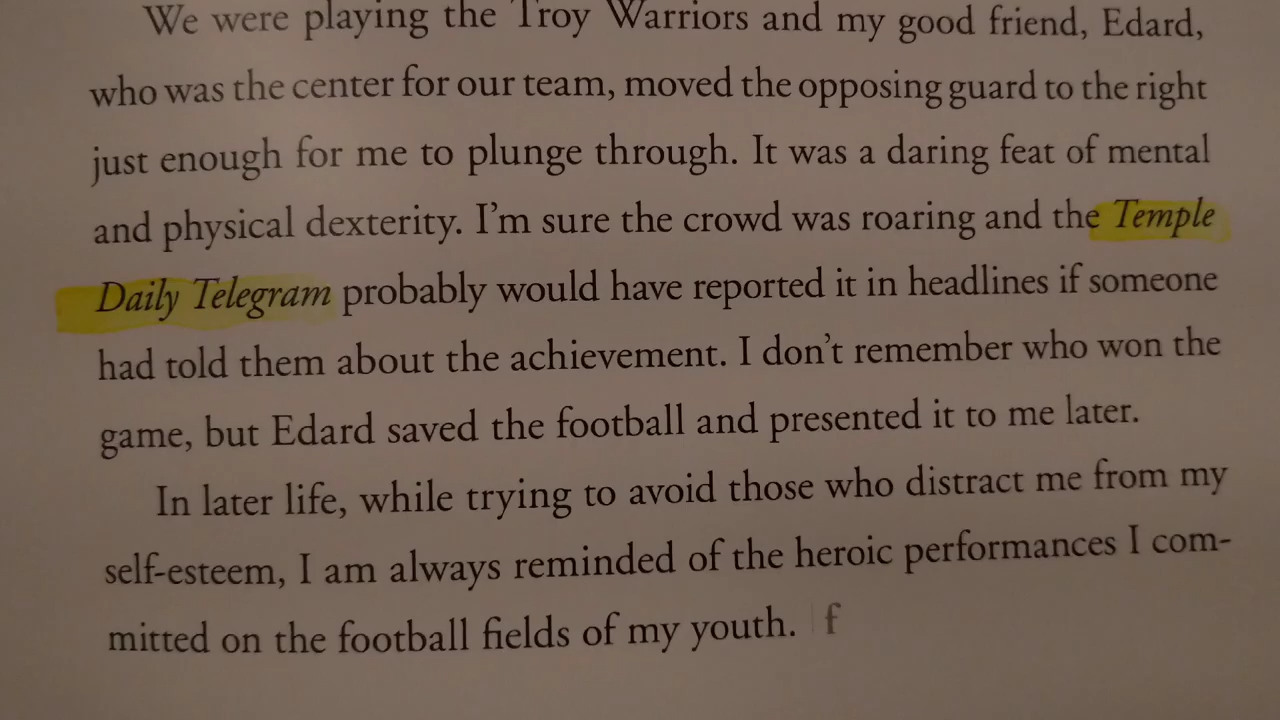 We were playing the Troy Warriors and my good friend, Edard,
who was the center for our team, moved the opposing guard to the right
just enough for me to plunge through. It was a daring feat of mental
and physical dexterity. I’m sure the crowd was roaring and the Temple
Daily Telegram probably would have reported it in headlines if someone
had told them about the achievement. I don’t remember who won the
game, but Edard saved the football and presented it to me later.
In later life, while trying to avoid those who distract me from my
self-esteem, I am always reminded of the heroic performances I com-
mitted on the football fields of my youth. f